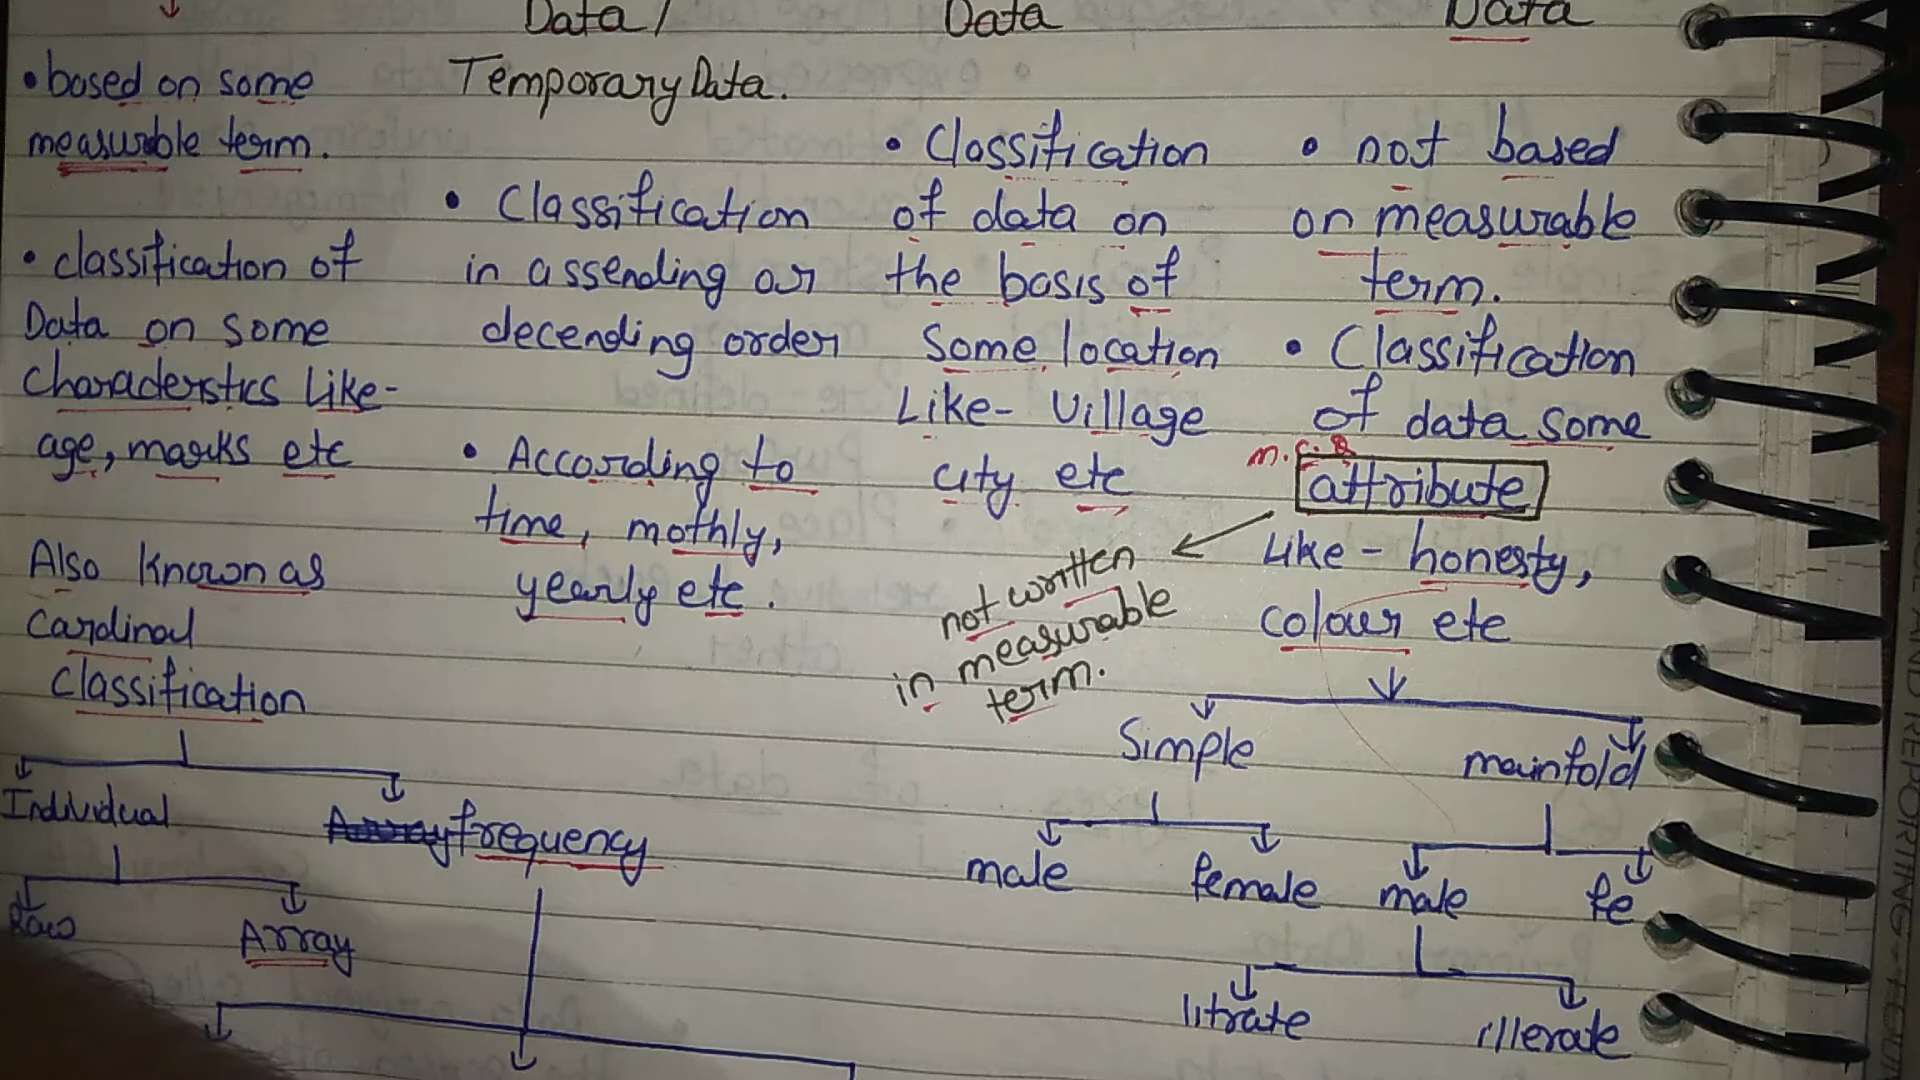 Data /
Temporary Data.
Data
Data
• based on some
measurable term.
• classification of
Data on some
Characderstics Like-
age, marks etc
Also known as
Cardinal
classification
Individual
frequency
Raw
Array
• Classification
in assending or
decending order
• According to
time, mothly,
yearly etc.
• Classification
of data on
the basis of
Some location
Like- Village
city etc
• not based
on measurable
term.
• Classification
of data some
m.c.q
attribute
Like - honesty,
colour etc
not written
in measurable
term.
Simple
mainfold
male
female
male
fe
litrate
illerate